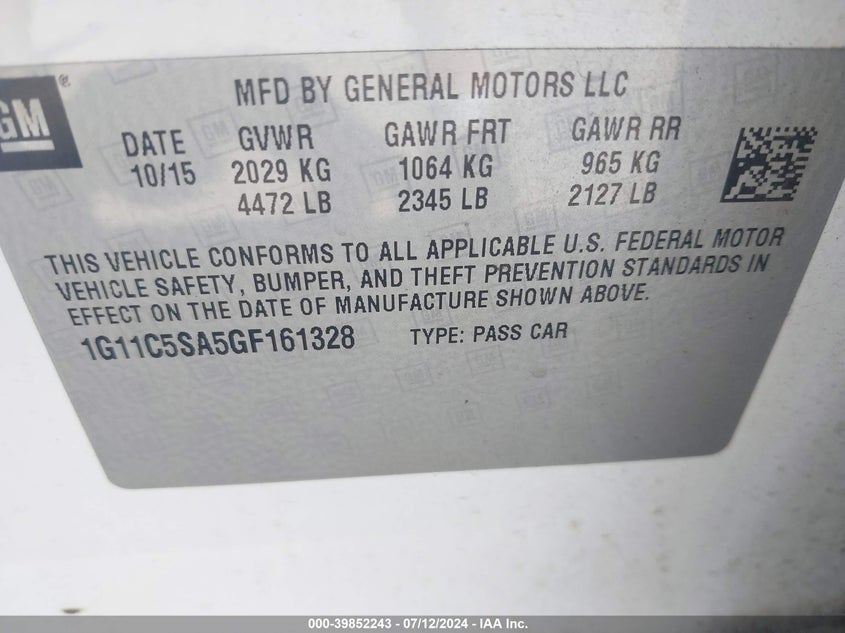 GM®
MFD BY GENERAL MOTORS LLC
DATE GVWR GAWR FRT GAWR RR
10/15 2029 KG 1064 KG 965 KG
4472 LB 2345 LB 2127 LB
THIS VEHICLE CONFORMS TO ALL APPLICABLE U.S. FEDERAL MOTOR
VEHICLE SAFETY, BUMPER, AND THEFT PREVENTION STANDARDS IN
EFFECT ON THE DATE OF MANUFACTURE SHOWN ABOVE.
1G11C5SA5GF161328 TYPE: PASS CAR
000-39852243 - 07/12/2024 - IAA Inc.